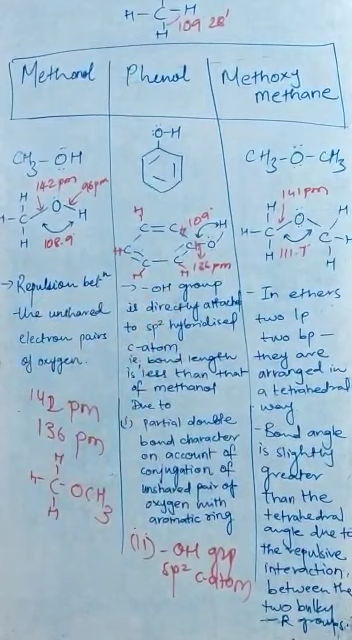 H-C-H
H
109 28'
Methanol
Phenol
Methoxy
methane
CH3-ÖH
142 pm
96 pm
H
-C
O
H
H
108.9°
→ Repulsion betn
the unshared
electron pairs
of oxygen.
142 pm
136 pm
H
H-C-OCH3
H
:Ö-H
H
C=C
109°
H
O
H
C
C-C
H
H
136 pm
→ -OH group
is directly attached
to sp2 hybridised
C-atom
ie. bond length
is less than that
of methanol
Due to
(i) Partial double
bond character
on account of
conjugation of
unshared pair of
oxygen with
aromatic ring
(ii) -OH grp
sp2 c-atom
CH3-Ö-CH3
141 pm
H
-C
O
C
H
H
H
111.7°
- In ethers
two lp
two bp -
they are
arranged in
a tetrahedral
way
- Bond angle
is slightly
greater
than the
tetrahedral
angle due to
the repulsive
interaction,
between the
two bulky
-R groups.